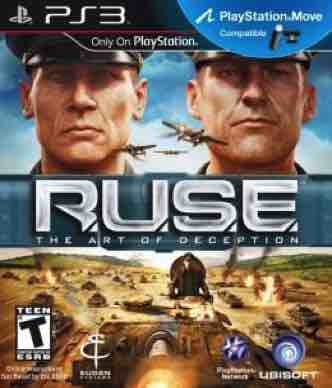 PS3
Only On PlayStation.
PlayStation®Move
Compatible
R.U.S.E.
THE ART OF DECEPTION
TEEN
T
ESRB
EUGEN
SYSTEMS
PlayStation
Network
UBISOFT